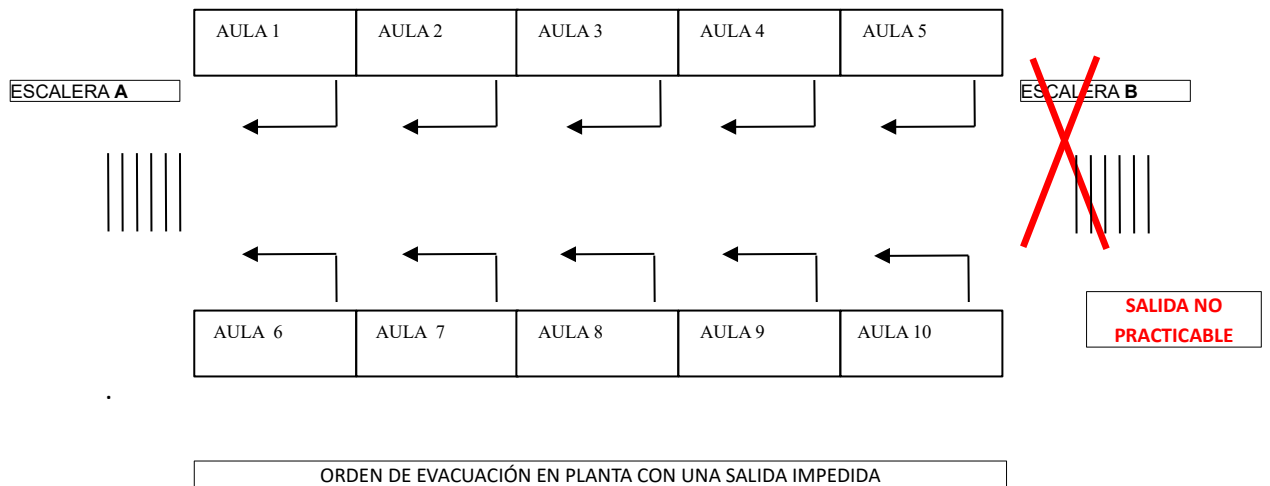 AULA 1
AULA 2
AULA 3
AULA 4
AULA 5
ESCALERA A
ESCALERA B
SALIDA NO
PRACTICABLE
AULA 6
AULA 7
AULA 8
AULA 9
AULA 10
.
ORDEN DE EVACUACIÓN EN PLANTA CON UNA SALIDA IMPEDIDA